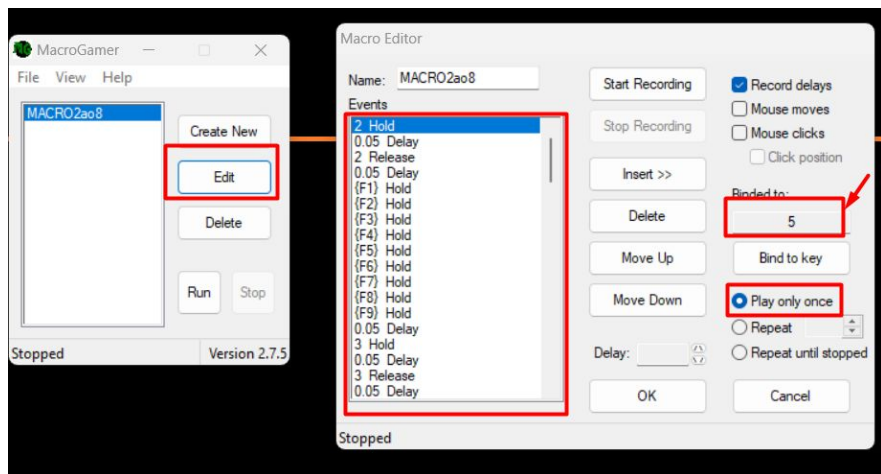 MacroGamer
File View Help
MACRO2ao8
Create New
Edit
Delete
Run Stop
Stopped Version 2.7.5
Macro Editor
Name: MACRO2ao8
Events
2 Hold
0.05 Delay
2 Release
0.05 Delay
{F1} Hold
{F2} Hold
{F3} Hold
{F4} Hold
{F5} Hold
{F6} Hold
{F7} Hold
{F8} Hold
{F9} Hold
0.05 Delay
3 Hold
0.05 Delay
3 Release
0.05 Delay
Start Recording
Stop Recording
Insert >>
Delete
Move Up
Move Down
Delay:
OK
Record delays
Mouse moves
Mouse clicks
Click position
Binded to:
5
Bind to key
Play only once
Repeat
Repeat until stopped
Cancel
Stopped